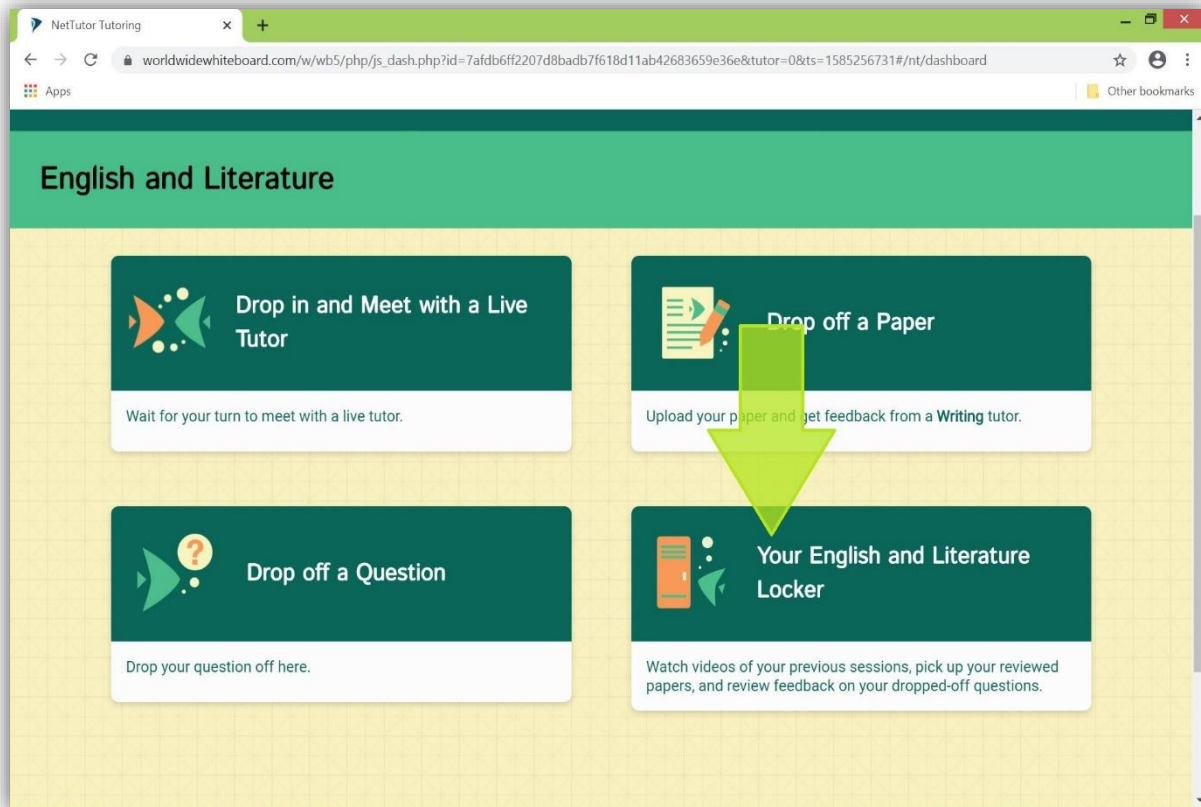 NetTutor Tutoring
worldwidewhiteboard.com/w/wb5/php/js_dash.php?id=7afdb6ff2207d8badb7f618d11ab42683659e36e&tutor=0&ts=1585256731#/nt/dashboard
Apps
Other bookmarks
English and Literature
Drop in and Meet with a Live
Tutor
Wait for your turn to meet with a live tutor.
Drop off a Paper
Upload your paper and get feedback from a Writing tutor.
Drop off a Question
Drop your question off here.
Your English and Literature
Locker
Watch videos of your previous sessions, pick up your reviewed
papers, and review feedback on your dropped-off questions.